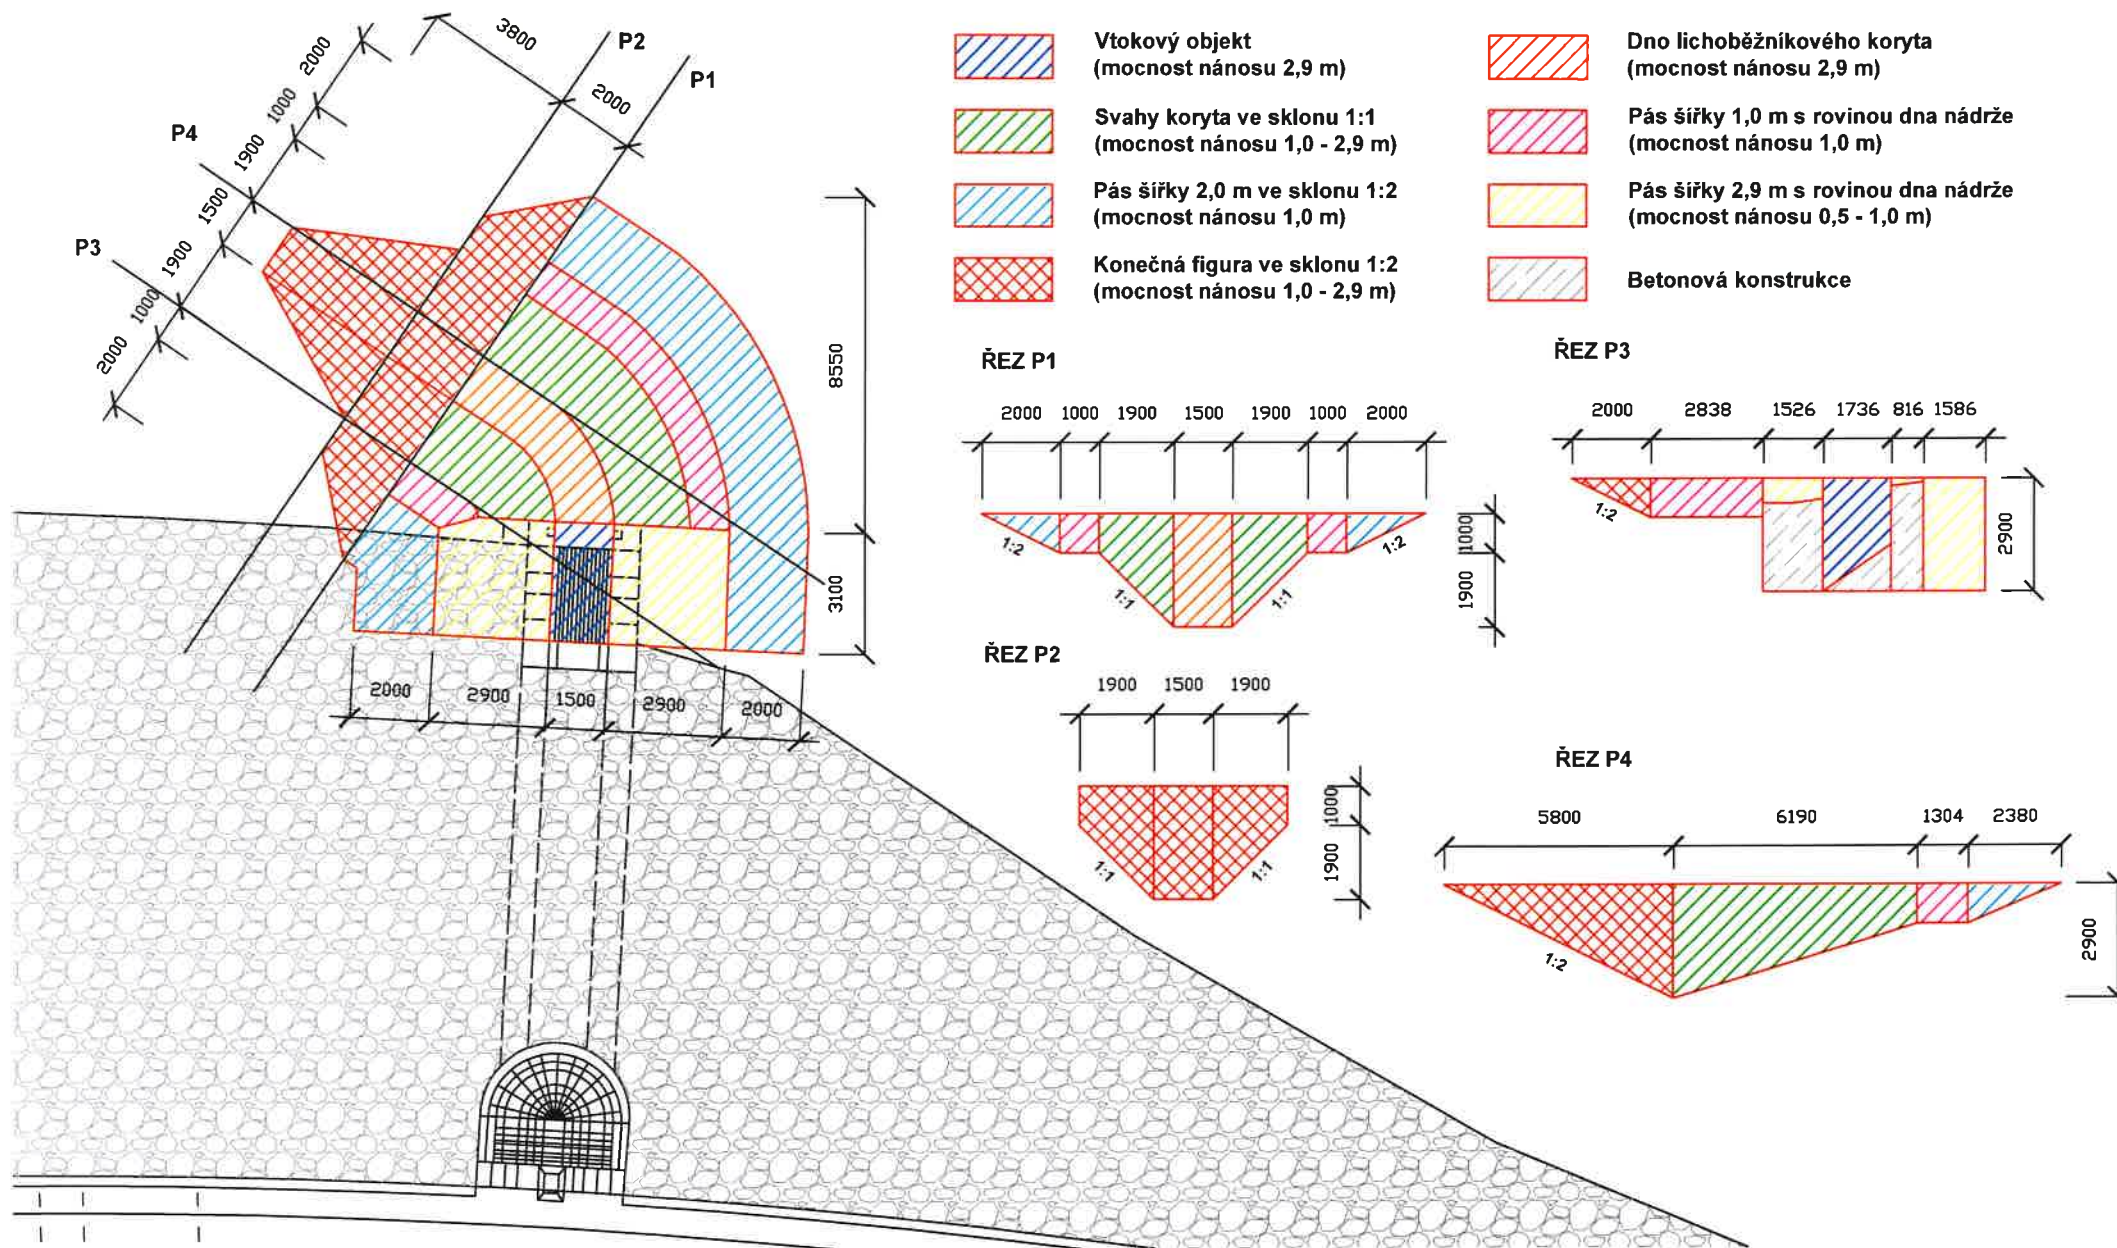 3800
P2
2000
P1
2000
1000
1900
P4
1500
P3
1900
1000
2000
8550
3100
2000
2900
1500
2900
2000
Vtokový objekt
(mocnost nánosu 2,9 m)
Svahy koryta ve sklonu 1:1
(mocnost nánosu 1,0 - 2,9 m)
Pás šířky 2,0 m ve sklonu 1:2
(mocnost nánosu 1,0 m)
Konečná figura ve sklonu 1:2
(mocnost nánosu 1,0 - 2,9 m)
Dno lichoběžníkového koryta
(mocnost nánosu 2,9 m)
Pás šířky 1,0 m s rovinou dna nádrže
(mocnost nánosu 1,0 m)
Pás šířky 2,9 m s rovinou dna nádrže
(mocnost nánosu 0,5 - 1,0 m)
Betonová konstrukce
ŘEZ P1
2000 1000 1900 1500 1900 1000 2000
1:2
1:1
1:1
1:2
1000
1900
ŘEZ P3
2000 2838 1526 1736 816 1586
1:2
2900
ŘEZ P2
1900 1500 1900
1:1
1:1
1000
1900
ŘEZ P4
5800 6190 1304 2380
1:2
2900